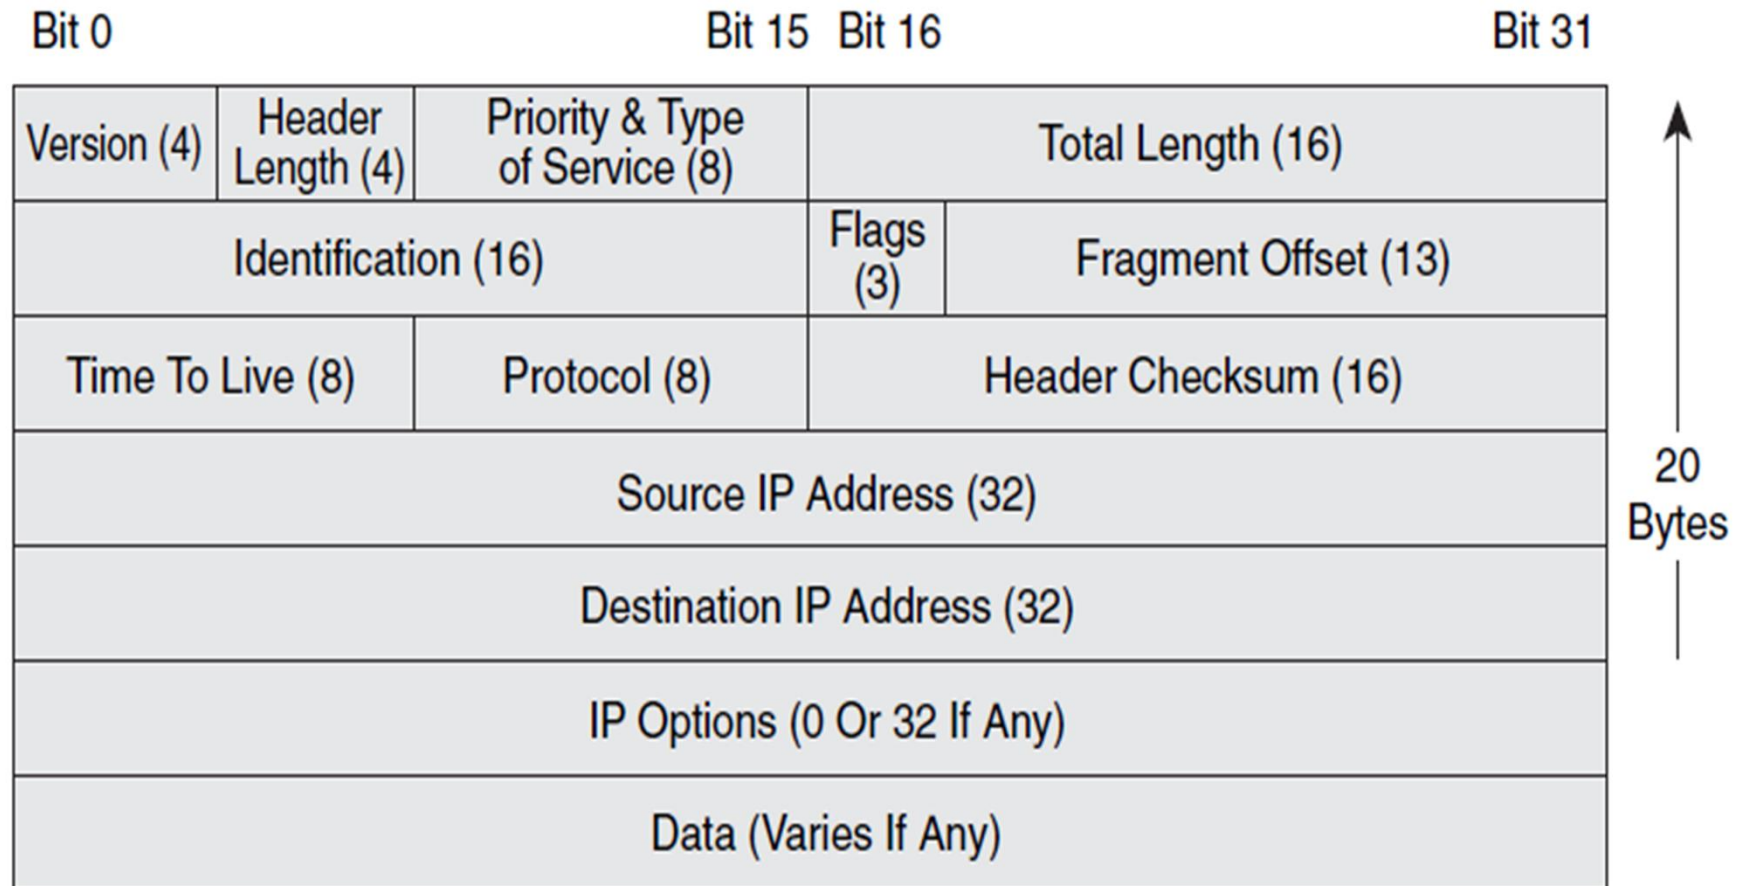 Bit 0 Bit 15 Bit 16 Bit 31
Version (4)
Header
Length (4)
Priority & Type
of Service (8)
Total Length (16)
Identification (16)
Flags
(3)
Fragment Offset (13)
Time To Live (8)
Protocol (8)
Header Checksum (16)
Source IP Address (32)
20
Bytes
Destination IP Address (32)
IP Options (0 Or 32 If Any)
Data (Varies If Any)